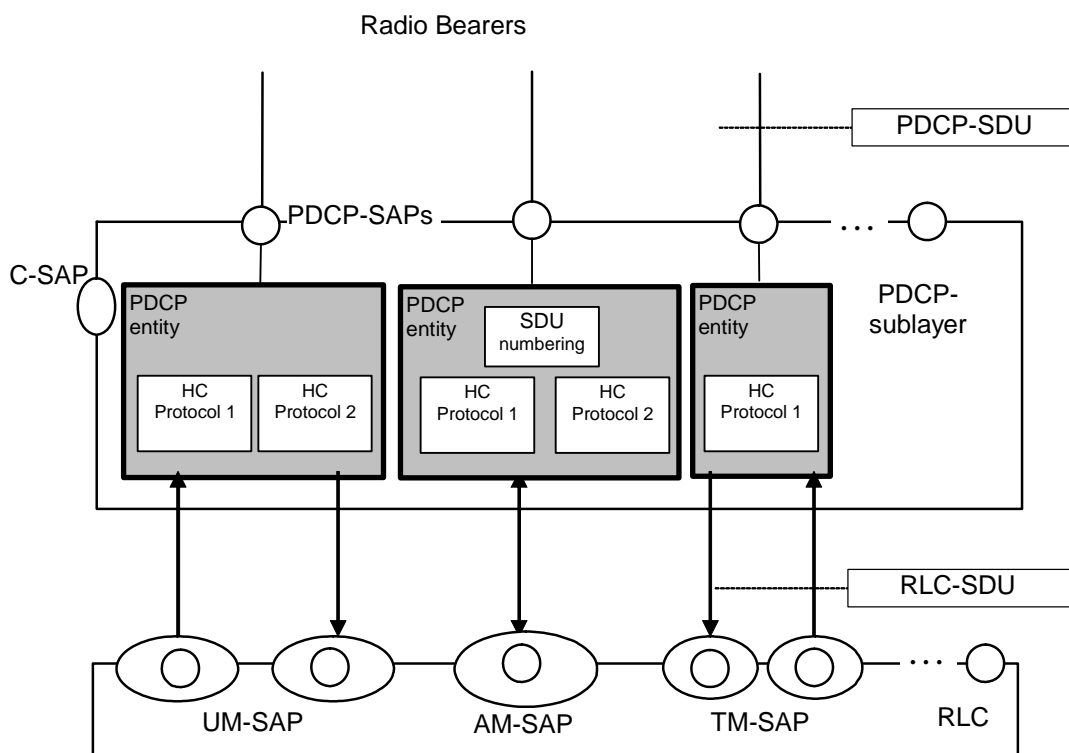 Radio Bearers
PDCP-SDU
PDCP-SAPs
...
C-SAP
PDCP
entity
HC
Protocol 1
HC
Protocol 2
PDCP
entity
SDU
numbering
HC
Protocol 1
HC
Protocol 2
PDCP
entity
HC
Protocol 1
PDCP-
sublayer
RLC-SDU
...
UM-SAP
AM-SAP
TM-SAP
RLC